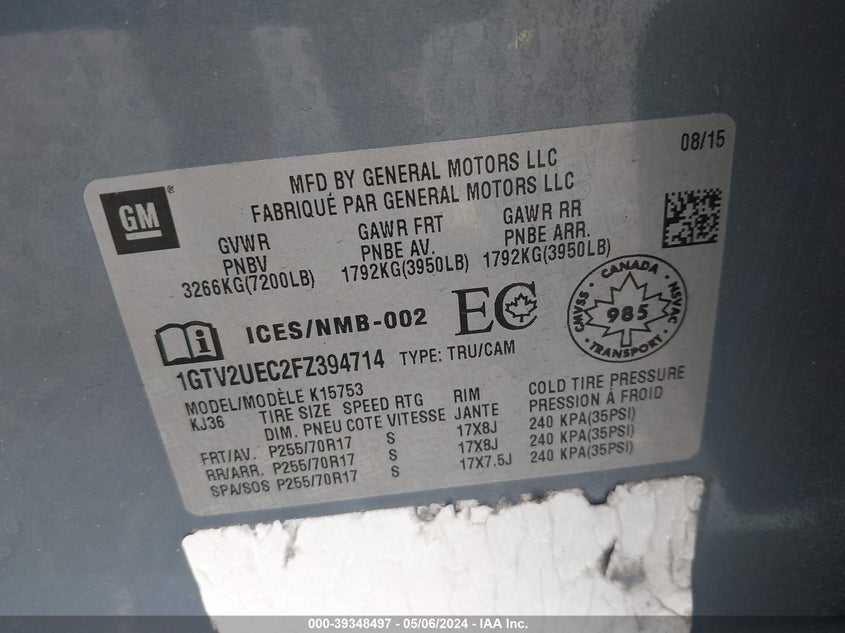 08/15
MFD BY GENERAL MOTORS LLC
FABRIQUÉ PAR GENERAL MOTORS LLC
GM®
GVWR GAWR FRT GAWR RR
PNBV PNBE AV. PNBE ARR.
3266KG(7200LB) 1792KG(3950LB) 1792KG(3950LB)
ICES/NMB-002 EC
CANADA
CMVSS 985 NSVAC
TRANSPORT
1GTV2UEC2FZ394714 TYPE: TRU/CAM
MODEL/MODÈLE K15753
KJ36 TIRE SIZE SPEED RTG RIM COLD TIRE PRESSURE
DIM. PNEU COTE VITESSE JANTE PRESSION À FROID
FRT/AV. P255/70R17 S 17X8J 240 KPA(35PSI)
RR/ARR. P255/70R17 S 17X8J 240 KPA(35PSI)
SPA/SOS P255/70R17 S 17X7.5J 240 KPA(35PSI)
000-39348497 - 05/06/2024 - IAA Inc.